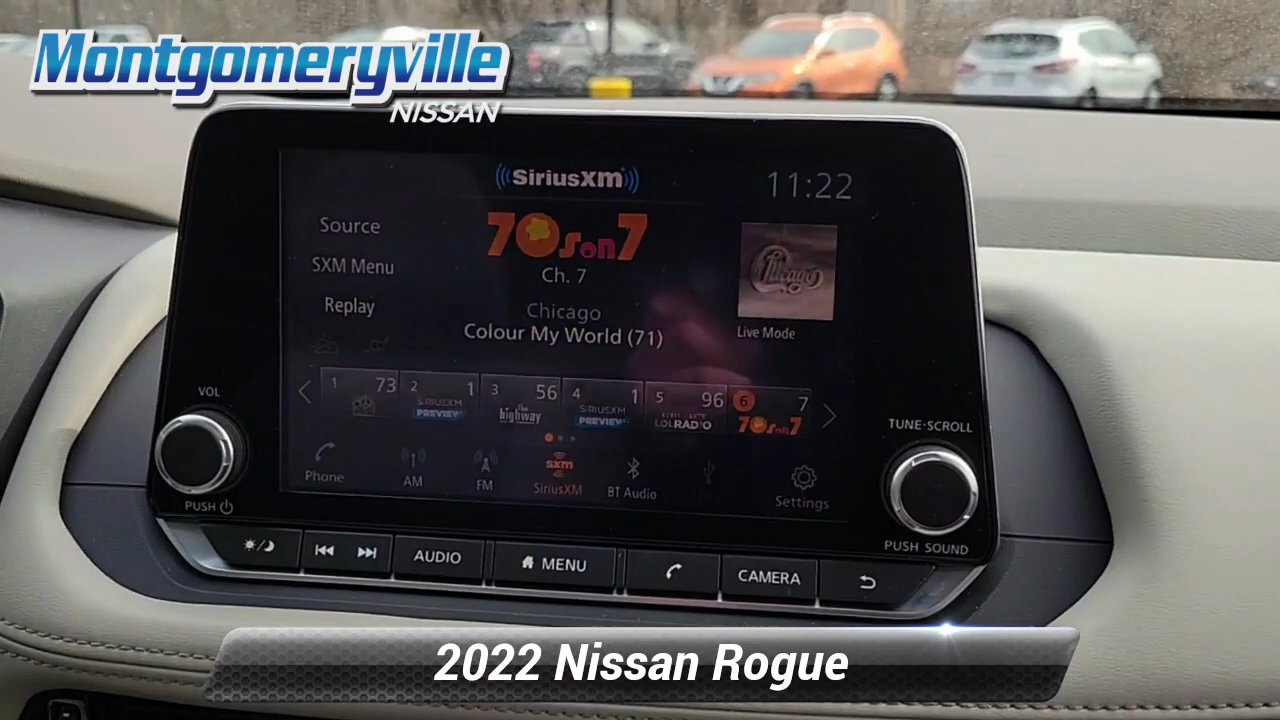 Montgomeryville
NISSAN
SiriusXM
11:22
Source
70s on 7
SXM Menu
Ch. 7
Chicago
Replay
Chicago
Colour My World (71)
Live Mode
1 73
2 1
SIRIUSXM
PREVIEW
3 56
the
highway
4 1
SIRIUSXM
PREVIEW
5 96
RADIO
6 7
70s on 7
VOL
TUNE·SCROLL
Phone
AM
FM
sxm
SiriusXM
BT Audio
Settings
PUSH
PUSH SOUND
AUDIO
MENU
CAMERA
2022 Nissan Rogue